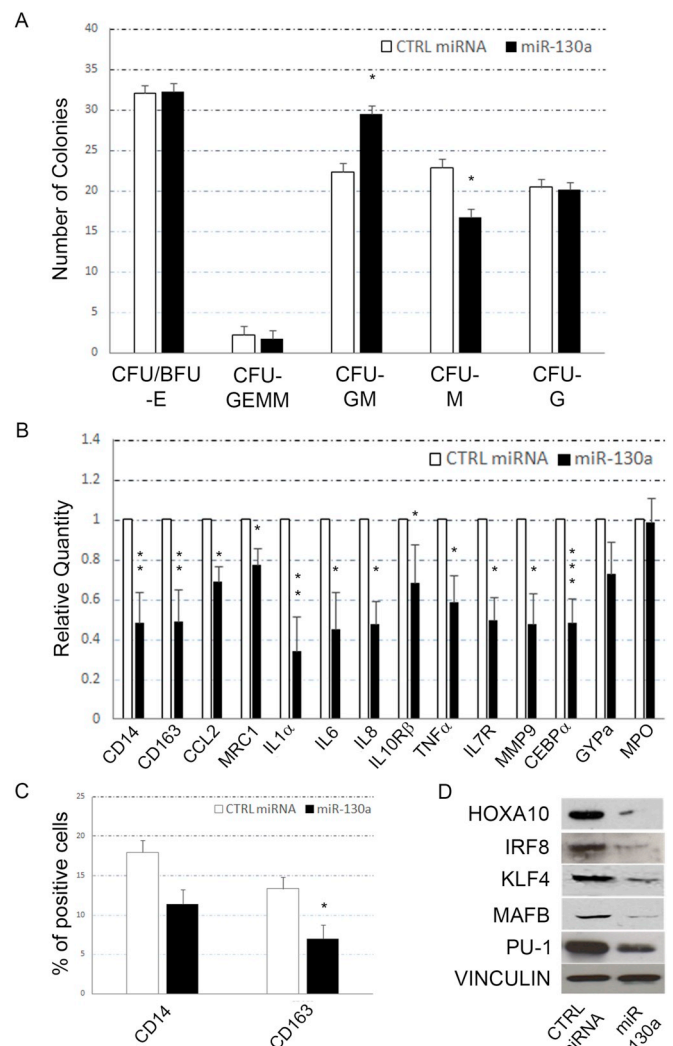 A
40
35
30
25
20
15
10
5
0
Number of Colonies
CTRL miRNA miR-130a
*
*
CFU/BFU
-E
CFU-
GEMM
CFU-
GM
CFU-
M
CFU-
G
B
1.4
1.2
1
0.8
0.6
0.4
0.2
0
Relative Quantity
CTRL miRNA miR-130a
**
**
*
*
**
*
*
*
*
*
*
***
CD14 CD163 CCL2 MRC1 IL1α IL6 IL8 IL10Rβ TNFα IL7R MMP9 CEBPα GYPa MPO
C
25
20
15
10
5
0
% of positive cells
CTRL miRNA miR-130a
*
CD14 CD163
D
HOXA10
IRF8
KLF4
MAFB
PU-1
VINCULIN
CTRL
miR